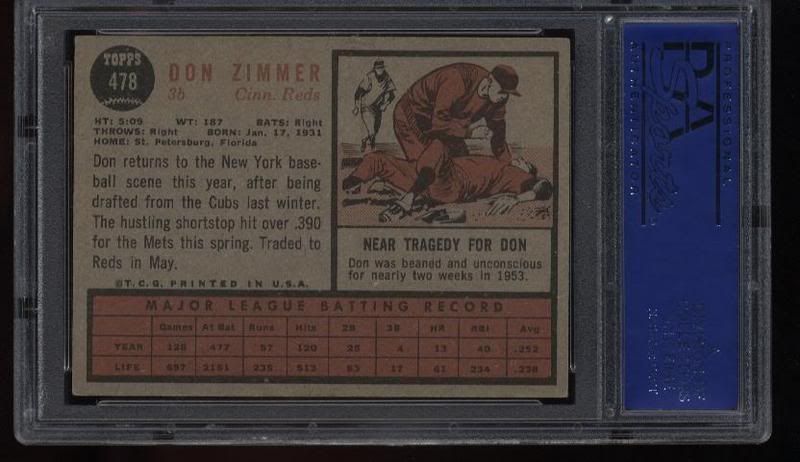 TOPPS
478
DON ZIMMER
3b Cinn. Reds
HT: 5:09 WT: 187 BATS: Right
THROWS: Right BORN: Jan. 17, 1931
HOME: St. Petersburg, Florida
Don returns to the New York base-
ball scene this year, after being
drafted from the Cubs last winter.
The hustling shortstop hit over .390
for the Mets this spring. Traded to
Reds in May.
©T.C.G. PRINTED IN U.S.A.
NEAR TRAGEDY FOR DON
Don was beaned and unconscious
for nearly two weeks in 1953.
MAJOR LEAGUE BATTING RECORD
Games At Bat Runs Hits 2B 3B HR RBI Avg
YEAR 128 477 57 120 25 4 13 40 .252
LIFE 697 2151 235 513 83 17 61 234 .238
PROFESSIONAL
PSA
Sports
AUTHENTICATION